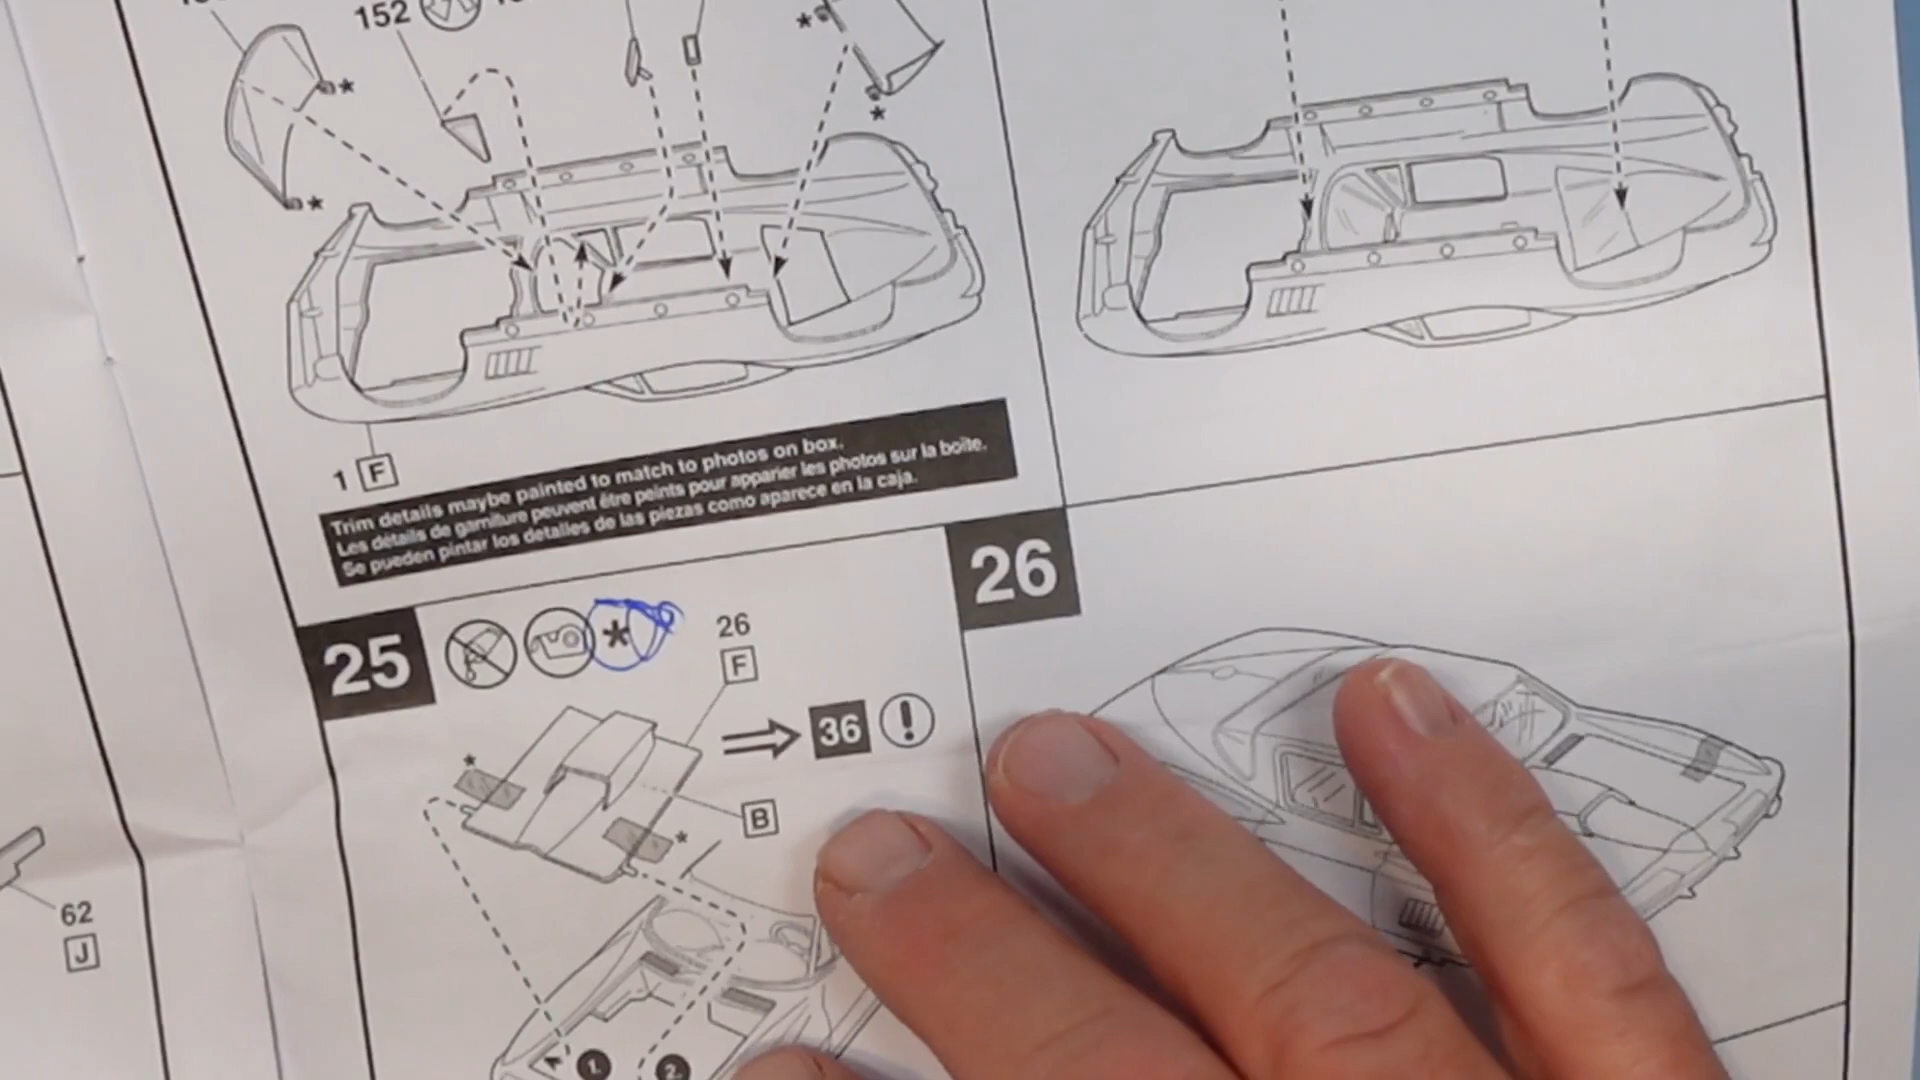 152
*
*
*
*
1 F
Trim details maybe painted to match to photos on box.
Les détails de garniture peuvent être peints pour apparier les photos sur la boîte.
Se pueden pintar los detalles de las piezas como aparece en la caja.
25
*
26
F
36 !
*
B
*
1.
2.
26
62
J